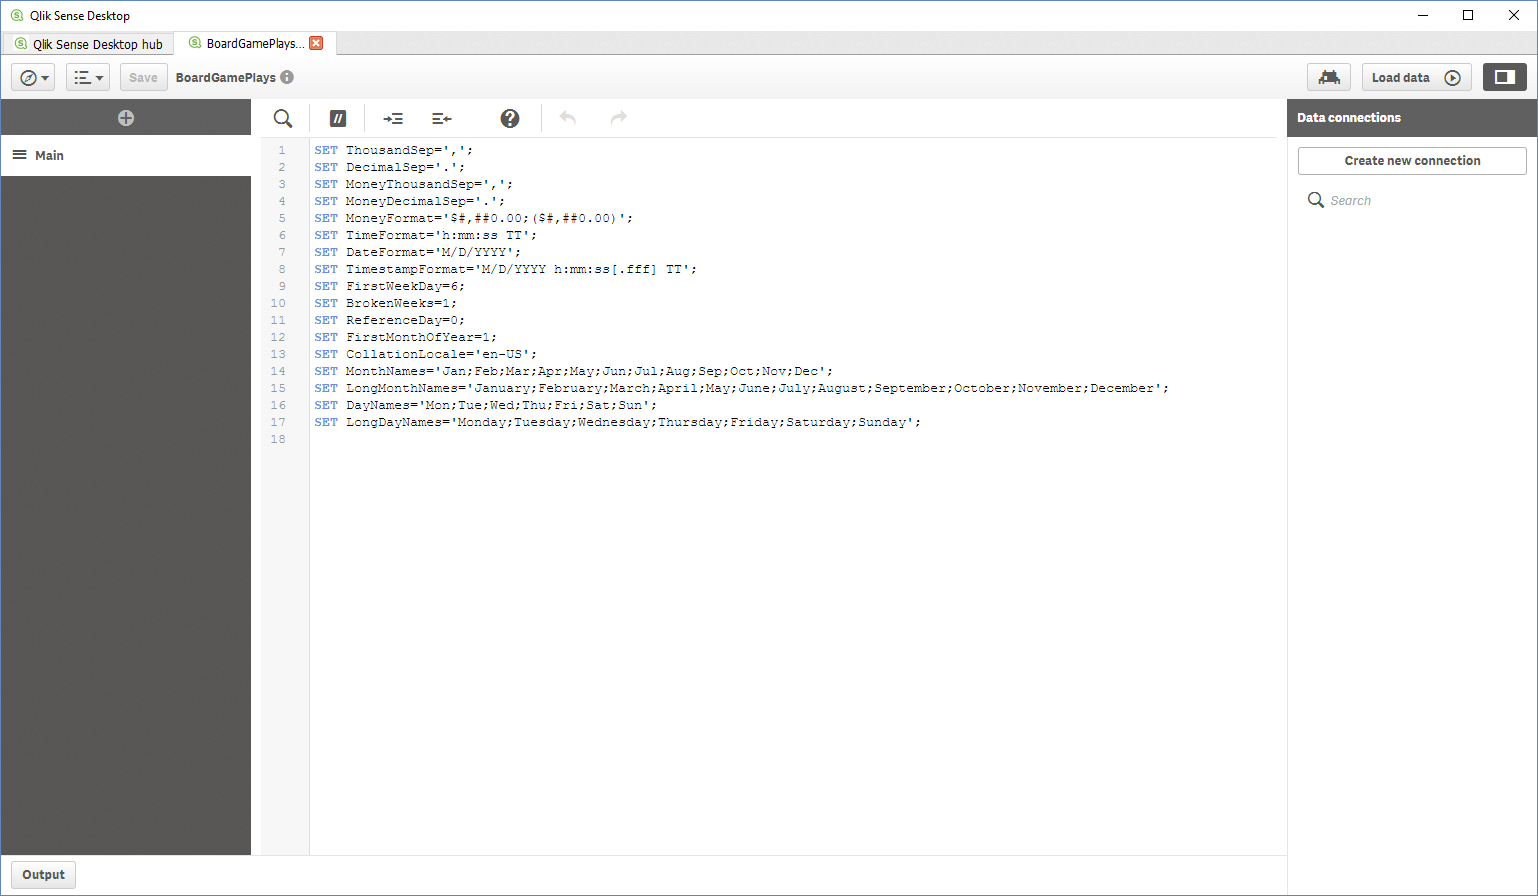 Qlik Sense Desktop
Qlik Sense Desktop hub
BoardGamePlays...
Save
BoardGamePlays
Load data
Main
Data connections
Create new connection
Search
1 SET ThousandSep=',';
2 SET DecimalSep='.';
3 SET MoneyThousandSep=',';
4 SET MoneyDecimalSep='.';
5 SET MoneyFormat='$#,##0.00;($#,##0.00)';
6 SET TimeFormat='h:mm:ss TT';
7 SET DateFormat='M/D/YYYY';
8 SET TimestampFormat='M/D/YYYY h:mm:ss[.fff] TT';
9 SET FirstWeekDay=6;
10 SET BrokenWeeks=1;
11 SET ReferenceDay=0;
12 SET FirstMonthOfYear=1;
13 SET CollationLocale='en-US';
14 SET MonthNames='Jan;Feb;Mar;Apr;May;Jun;Jul;Aug;Sep;Oct;Nov;Dec';
15 SET LongMonthNames='January;February;March;April;May;June;July;August;September;October;November;December';
16 SET DayNames='Mon;Tue;Wed;Thu;Fri;Sat;Sun';
17 SET LongDayNames='Monday;Tuesday;Wednesday;Thursday;Friday;Saturday;Sunday';
18
Output